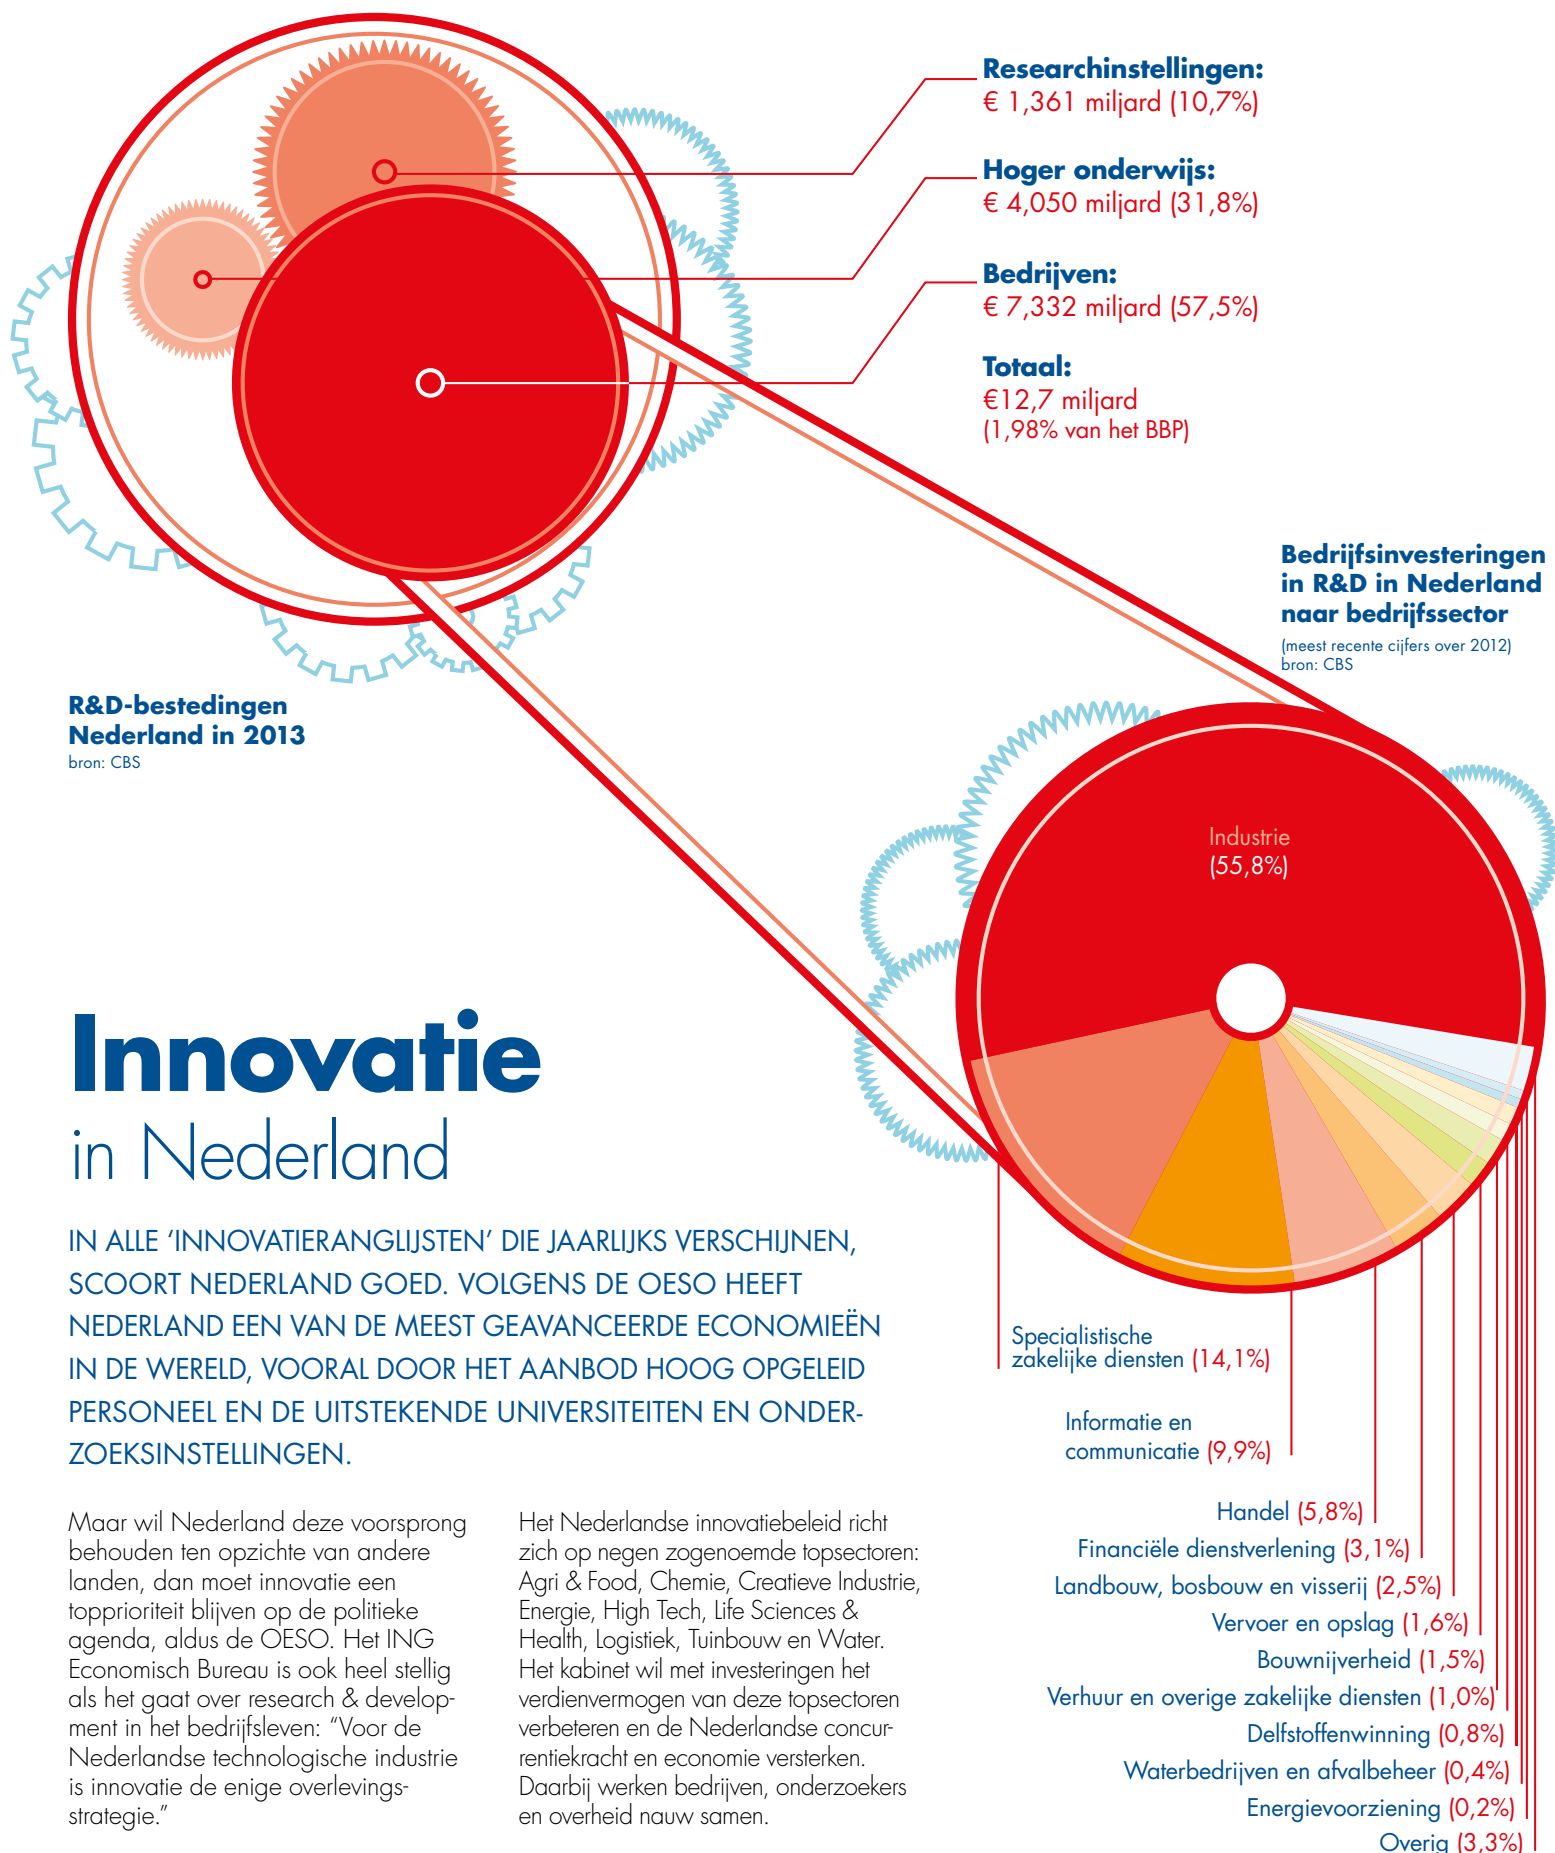 Researchinstellingen:
€ 1,361 miljard (10,7%)
Hoger onderwijs:
€ 4,050 miljard (31,8%)
Bedrijven:
€ 7,332 miljard (57,5%)
Totaal:
€12,7 miljard
(1,98% van het BBP)
Bedrijfsinvesteringen
in R&D in Nederland
naar bedrijfssector
(meest recente cijfers over 2012)
bron: CBS
R&D-bestedingen
Nederland in 2013
bron: CBS
Industrie
(55,8%)
Innovatie
in Nederland
IN ALLE ‘INNOVATIERANGLIJSTEN’ DIE JAARLIJKS VERSCHIJNEN,
SCOORT NEDERLAND GOED. VOLGENS DE OESO HEEFT
NEDERLAND EEN VAN DE MEEST GEAVANCEERDE ECONOMIEËN
IN DE WERELD, VOORAL DOOR HET AANBOD HOOG OPGELEID
PERSONEEL EN DE UITSTEKENDE UNIVERSITEITEN EN ONDER-
ZOEKSINSTELLINGEN.
Maar wil Nederland deze voorsprong
behouden ten opzichte van andere
landen, dan moet innovatie een
topprioriteit blijven op de politieke
agenda, aldus de OESO. Het ING
Economisch Bureau is ook heel stellig
als het gaat over research & develop-
ment in het bedrijfsleven: “Voor de
Nederlandse technologische industrie
is innovatie de enige overlevings-
strategie.”
Het Nederlandse innovatiebeleid richt
zich op negen zogenoemde topsectoren:
Agri & Food, Chemie, Creatieve Industrie,
Energie, High Tech, Life Sciences &
Health, Logistiek, Tuinbouw en Water.
Het kabinet wil met investeringen het
verdienvermogen van deze topsectoren
verbeteren en de Nederlandse concur-
rentiekracht en economie versterken.
Daarbij werken bedrijven, onderzoekers
en overheid nauw samen.
Specialistische
zakelijke diensten (14,1%)
Informatie en
communicatie (9,9%)
Handel (5,8%)
Financiële dienstverlening (3,1%)
Landbouw, bosbouw en visserij (2,5%)
Vervoer en opslag (1,6%)
Bouwnijverheid (1,5%)
Verhuur en overige zakelijke diensten (1,0%)
Delfstoffenwinning (0,8%)
Waterbedrijven en afvalbeheer (0,4%)
Energievoorziening (0,2%)
Overig (3,3%)